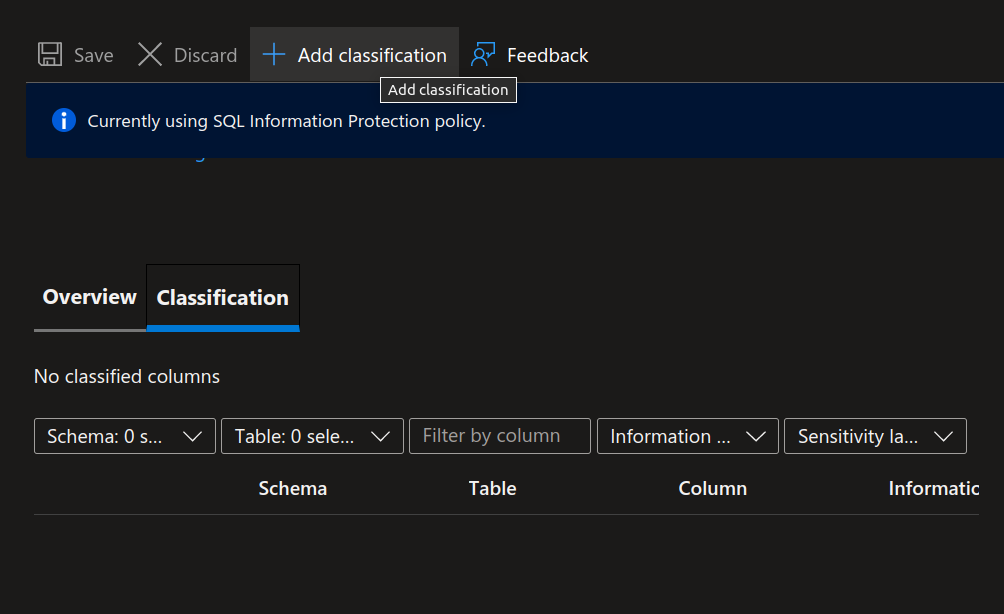 Save Discard Add classification Feedback
Add classification
Currently using SQL Information Protection policy.
Overview Classification
No classified columns
Schema: 0 s... Table: 0 sele... Filter by column Information ... Sensitivity la...
Schema Table Column Informatio